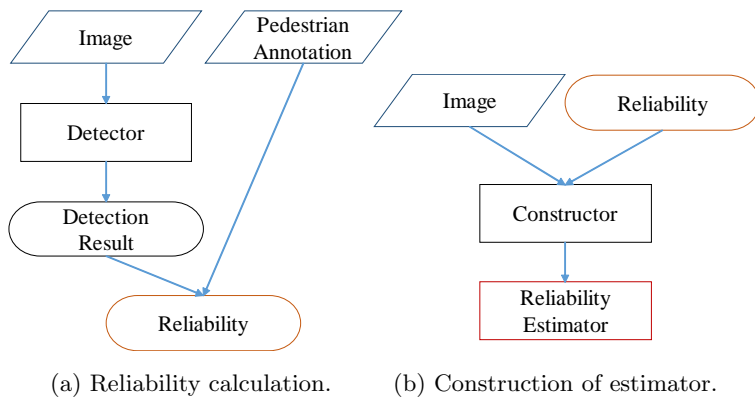 Image
Pedestrian
Annotation
Detector
Detection
Result
Reliability
(a) Reliability calculation.
Image
Reliability
Constructor
Reliability
Estimator
(b) Construction of estimator.